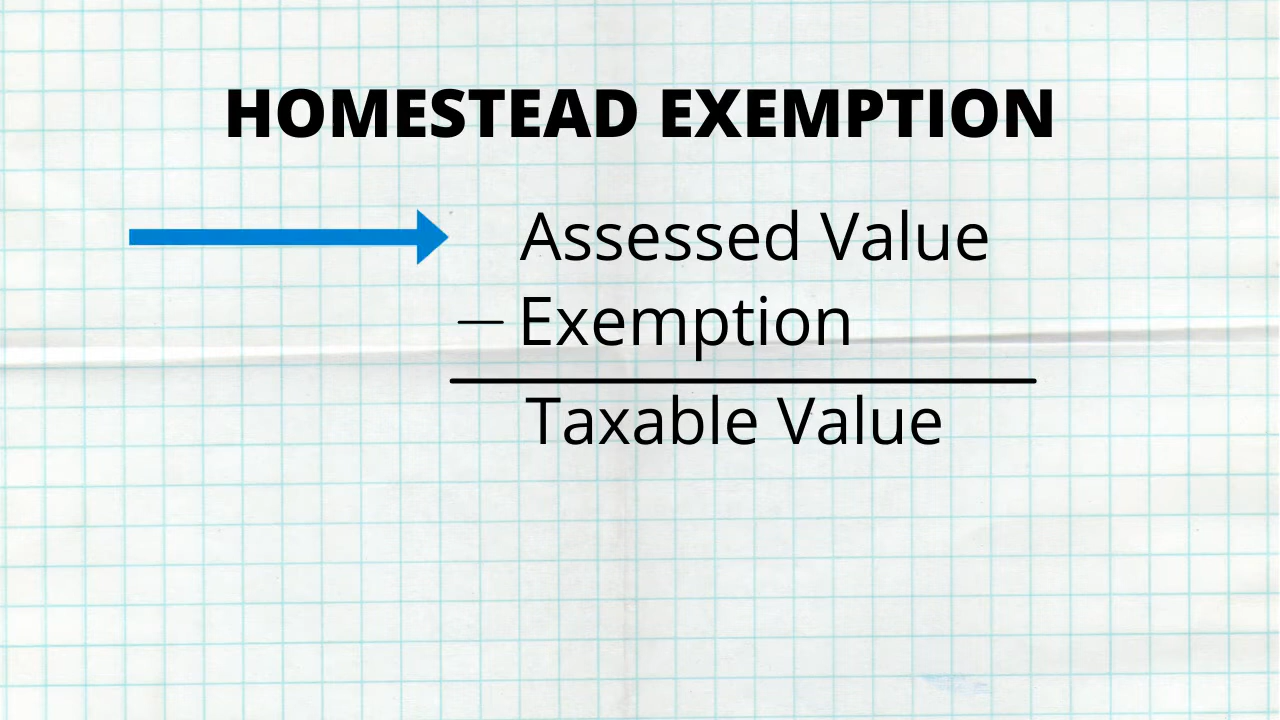 HOMESTEAD EXEMPTION
Assessed Value
— Exemption
Taxable Value